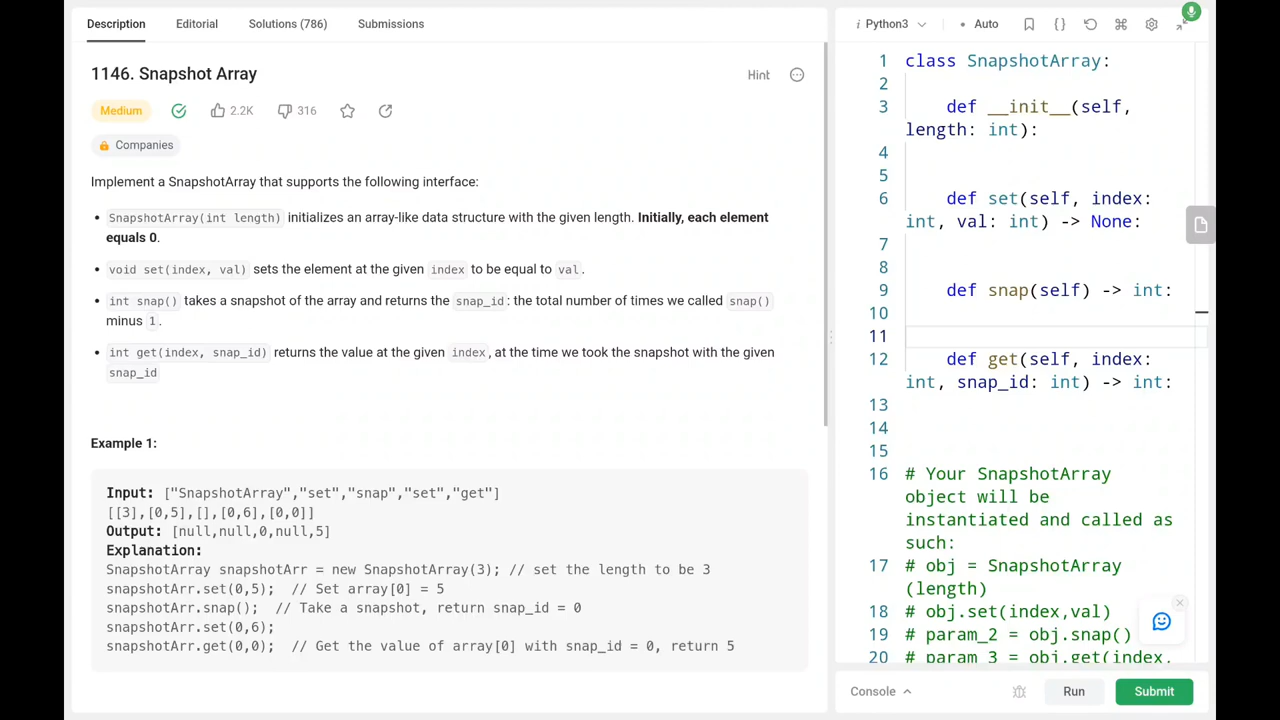 Description Editorial Solutions (786) Submissions
1146. Snapshot Array
Hint
Medium 2.2K 316
Companies
Implement a SnapshotArray that supports the following interface:
• SnapshotArray(int length) initializes an array-like data structure with the given length. Initially, each element
equals 0.
• void set(index, val) sets the element at the given index to be equal to val.
• int snap() takes a snapshot of the array and returns the snap_id: the total number of times we called snap()
minus 1.
• int get(index, snap_id) returns the value at the given index, at the time we took the snapshot with the given
snap_id
Example 1:
Input: ["SnapshotArray","set","snap","set","get"]
[[3],[0,5],[],[0,6],[0,0]]
Output: [null,null,0,null,5]
Explanation:
SnapshotArray snapshotArr = new SnapshotArray(3); // set the length to be 3
snapshotArr.set(0,5);  // Set array[0] = 5
snapshotArr.snap();  // Take a snapshot, return snap_id = 0
snapshotArr.set(0,6);
snapshotArr.get(0,0);  // Get the value of array[0] with snap_id = 0, return 5
i Python3 • Auto {}
1 class SnapshotArray:
2
3     def __init__(self,
length: int):
4
5
6     def set(self, index:
int, val: int) -> None:
7
8
9     def snap(self) -> int:
10
11
12     def get(self, index:
int, snap_id: int) -> int:
13
14
15
16 # Your SnapshotArray
object will be
instantiated and called as
such:
17 # obj = SnapshotArray
(length)
18 # obj.set(index,val)
19 # param_2 = obj.snap()
20 # param_3 = obj.get(index,
Console Run Submit